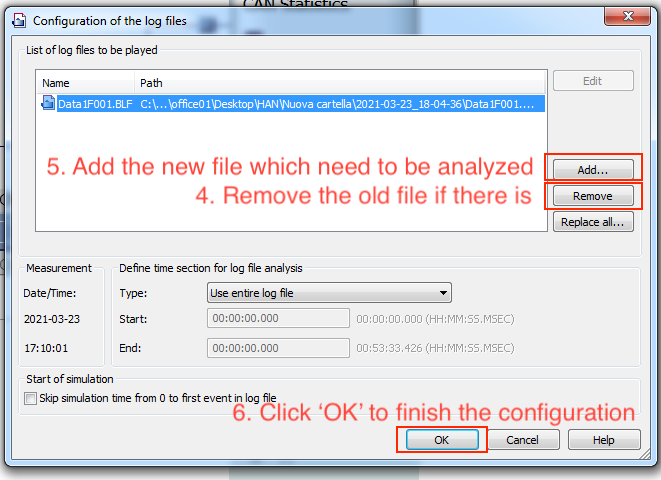 CAN Statistics
Configuration of the log files
List of log files to be played
Name Path
Edit
Data1F001.BLF C:\...\office01\Desktop\HAN\Nuova cartella\2021-03-23_18-04-36\Data1F001....
5. Add the new file which need to be analyzed
Add...
4. Remove the old file if there is
Remove
Replace all...
Measurement
Define time section for log file analysis
Date/Time:
Type:
Use entire log file
2021-03-23
Start:
00:00:00.000
00:00:00.000 (HH:MM:SS.MSEC)
17:10:01
End:
00:00:00.000
00:53:33.426 (HH:MM:SS.MSEC)
Start of simulation
Skip simulation time from 0 to first event in log file
6. Click ‘OK’ to finish the configuration
OK
Cancel
Help